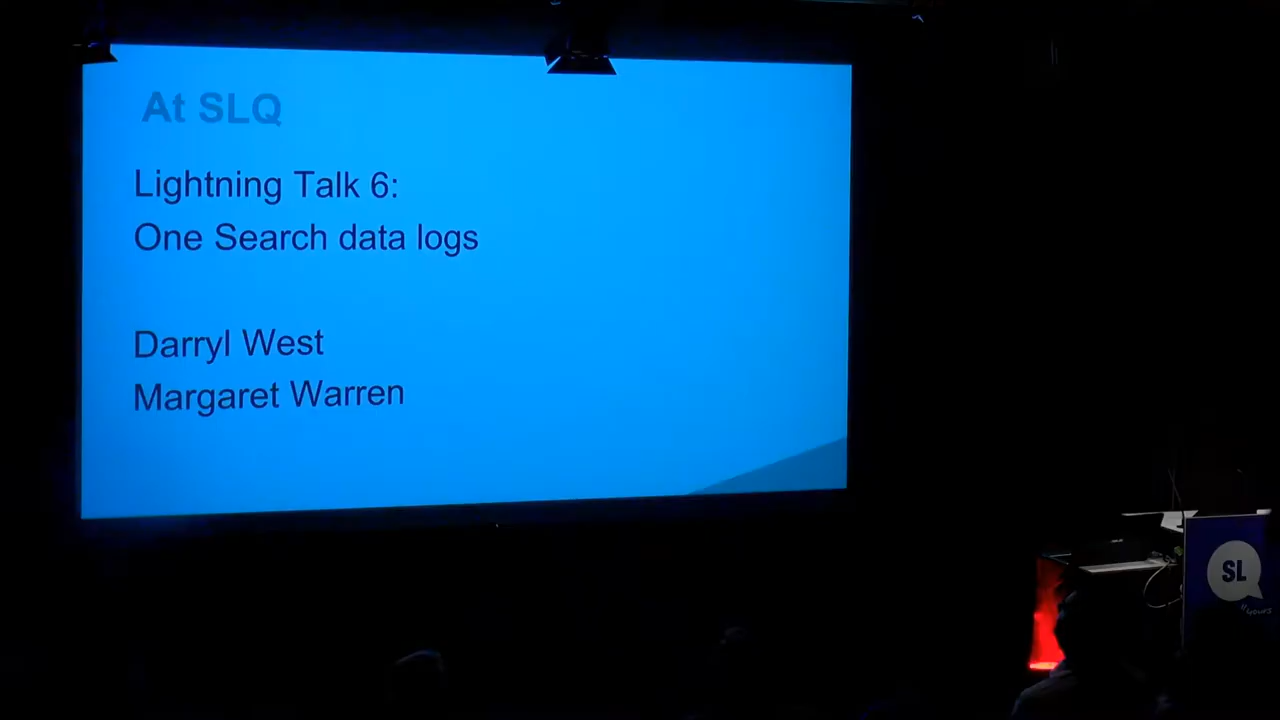 At SLQ
Lightning Talk 6:
One Search data logs
Darryl West
Margaret Warren
SL